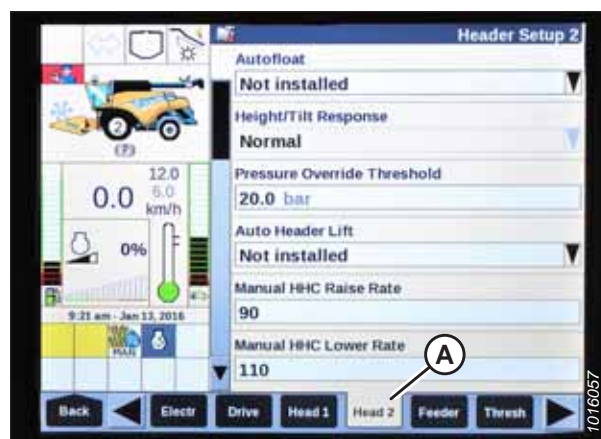 Header Setup 2
Autofloat
Not installed
Height/Tilt Response
Normal
Pressure Override Threshold
20.0 bar
Auto Header Lift
Not installed
Manual HHC Raise Rate
90
Manual HHC Lower Rate
110
2
(?)
12.0
0.0 6.0
km/h
0%
9:21 am - Jan 13, 2016
MAN
A
Back Electr Drive Head 1 Head 2 Feeder Thresh
1016057